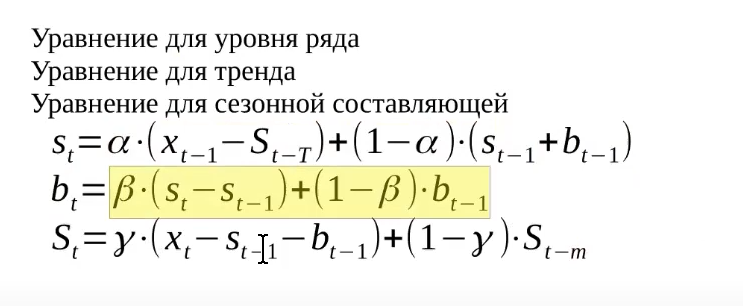 Уравнение для уровня ряда
Уравнение для тренда
Уравнение для сезонной составляющей
s_t=α·(x_{t−1}−S_{t−T})+(1−α)·(s_{t−1}+b_{t−1})
b_t=β·(s_t−s_{t−1})+(1−β)·b_{t−1}
S_t=γ·(x_t−s_{t−1}−b_{t−1})+(1−γ)·S_{t−m}